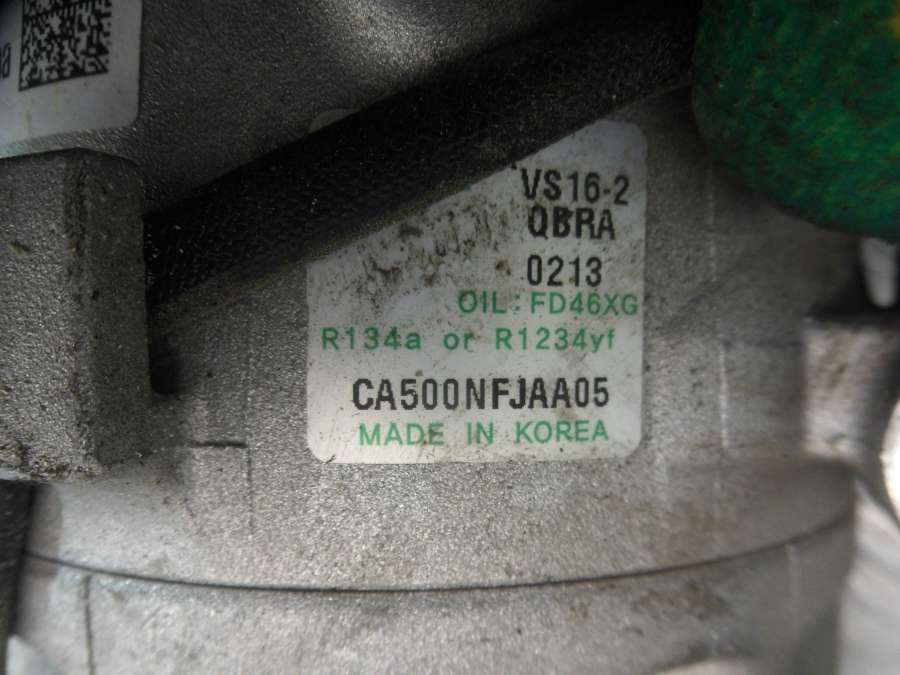 VS16-2
QBRA
0213
OIL: FD46XG
R134a or R1234yf
CA500NFJAA05
MADE IN KOREA